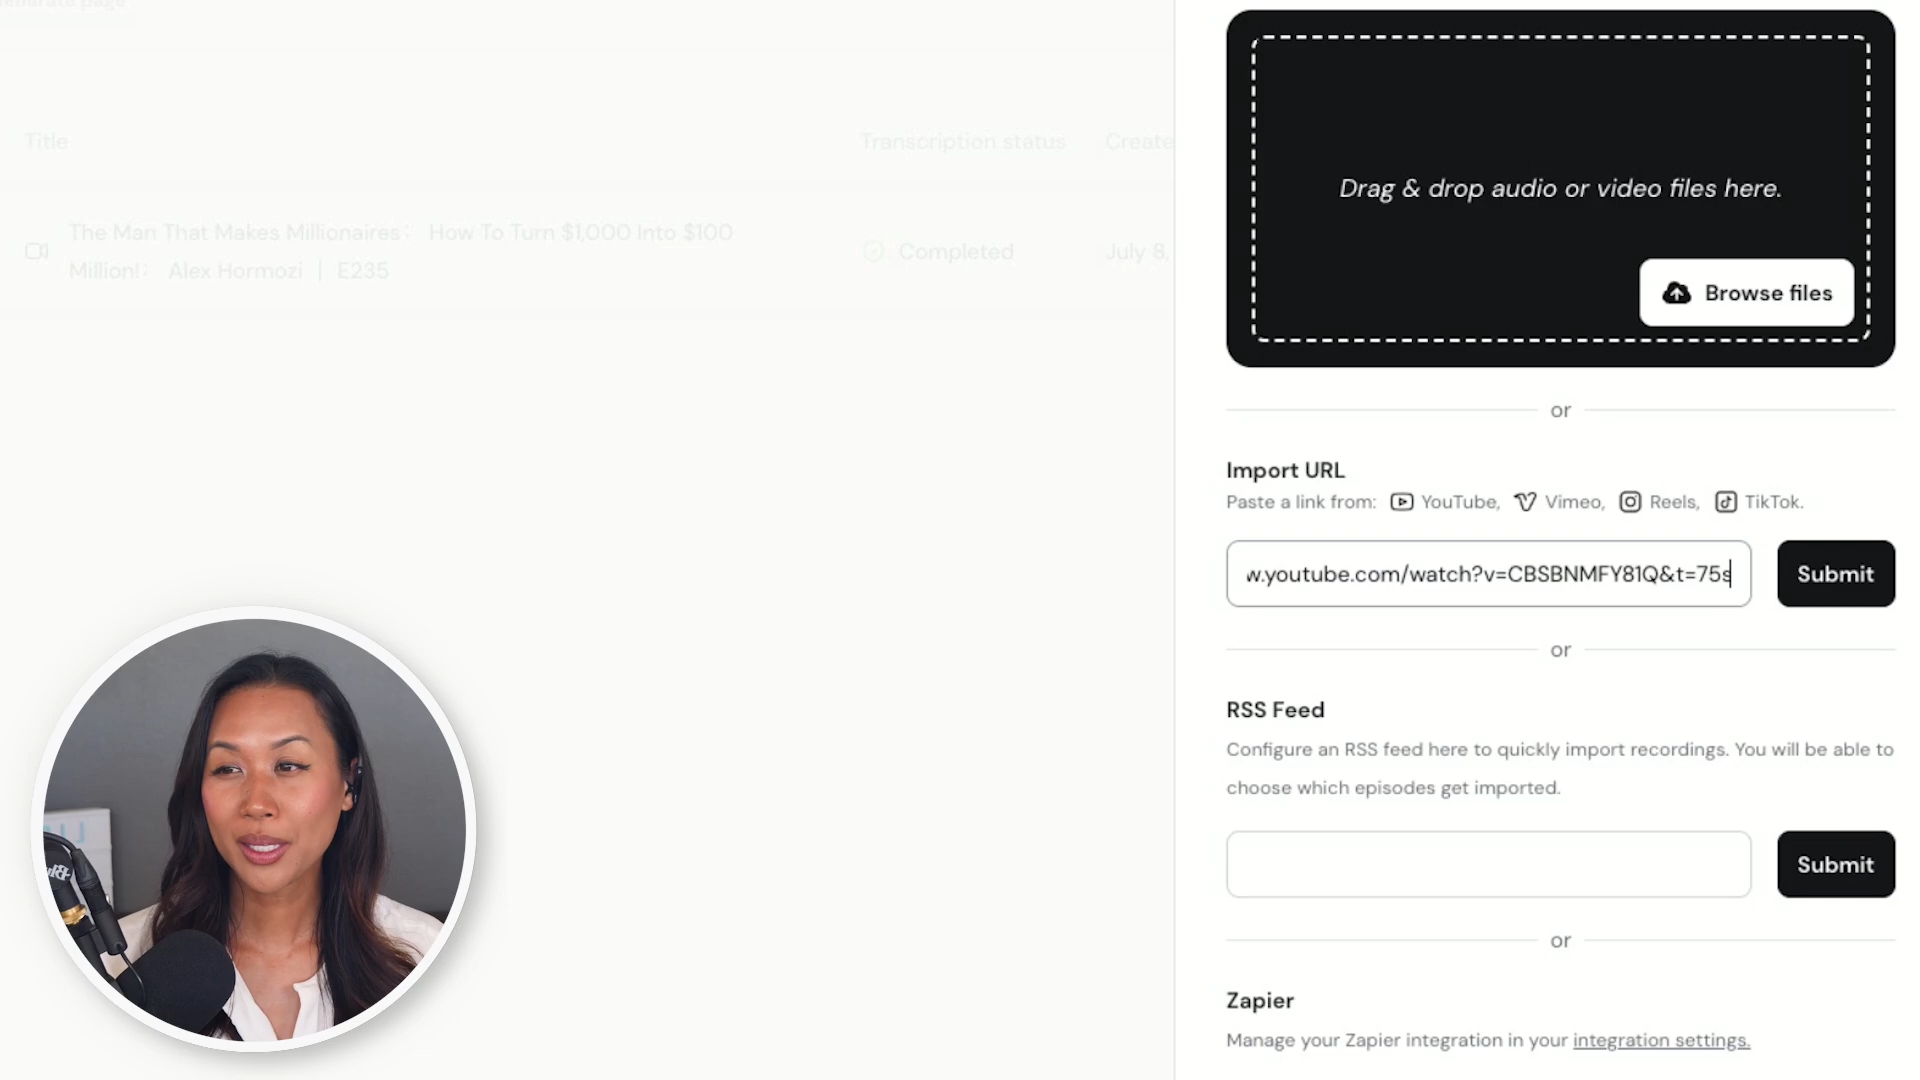 Generate page
Title
Transcription status
Create
The Man That Makes Millionaires: How To Turn $1,000 Into $100
Million!: Alex Hormozi | E235
Completed
July 8,
Drag & drop audio or video files here.
Browse files
or
Import URL
Paste a link from: YouTube, Vimeo, Reels, TikTok.
w.youtube.com/watch?v=CBSBNMFY81Q&t=75s
Submit
or
RSS Feed
Configure an RSS feed here to quickly import recordings. You will be able to
choose which episodes get imported.
Submit
or
Zapier
Manage your Zapier integration in your integration settings.